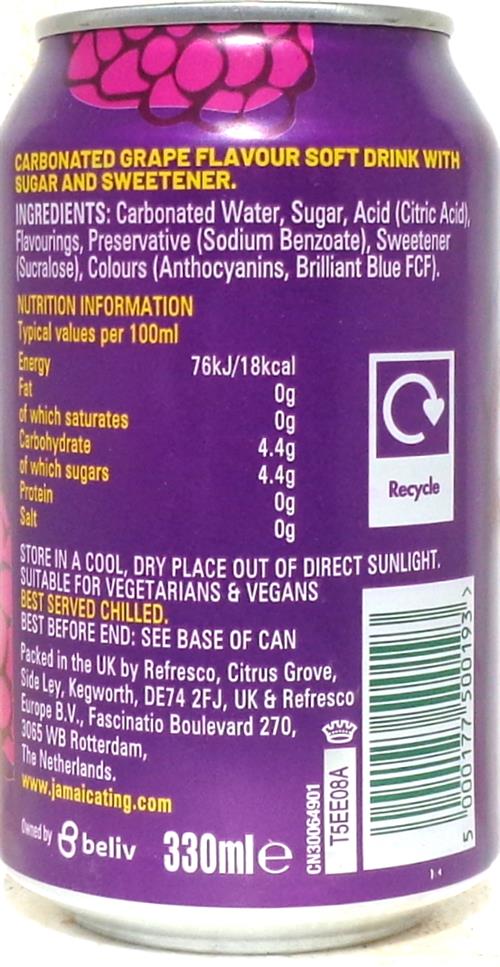 CARBONATED GRAPE FLAVOUR SOFT DRINK WITH
SUGAR AND SWEETENER.
INGREDIENTS: Carbonated Water, Sugar, Acid (Citric Acid),
Flavourings, Preservative (Sodium Benzoate), Sweetener
(Sucralose), Colours (Anthocyanins, Brilliant Blue FCF).
NUTRITION INFORMATION
Typical values per 100ml
Energy 76kJ/18kcal
Fat 0g
of which saturates 0g
Carbohydrate 4.4g
of which sugars 4.4g
Protein 0g
Salt 0g
Recycle
STORE IN A COOL, DRY PLACE OUT OF DIRECT SUNLIGHT.
SUITABLE FOR VEGETARIANS & VEGANS
BEST SERVED CHILLED.
BEST BEFORE END: SEE BASE OF CAN
Packed in the UK by Refresco, Citrus Grove,
Side Ley, Kegworth, DE74 2FJ, UK & Refresco
Europe B.V., Fascinatio Boulevard 270,
3065 WB Rotterdam,
The Netherlands.
www.jamaicating.com
Owned by beliv
330ml e
CN30064901
T5EE08A
5 000177 500193 >